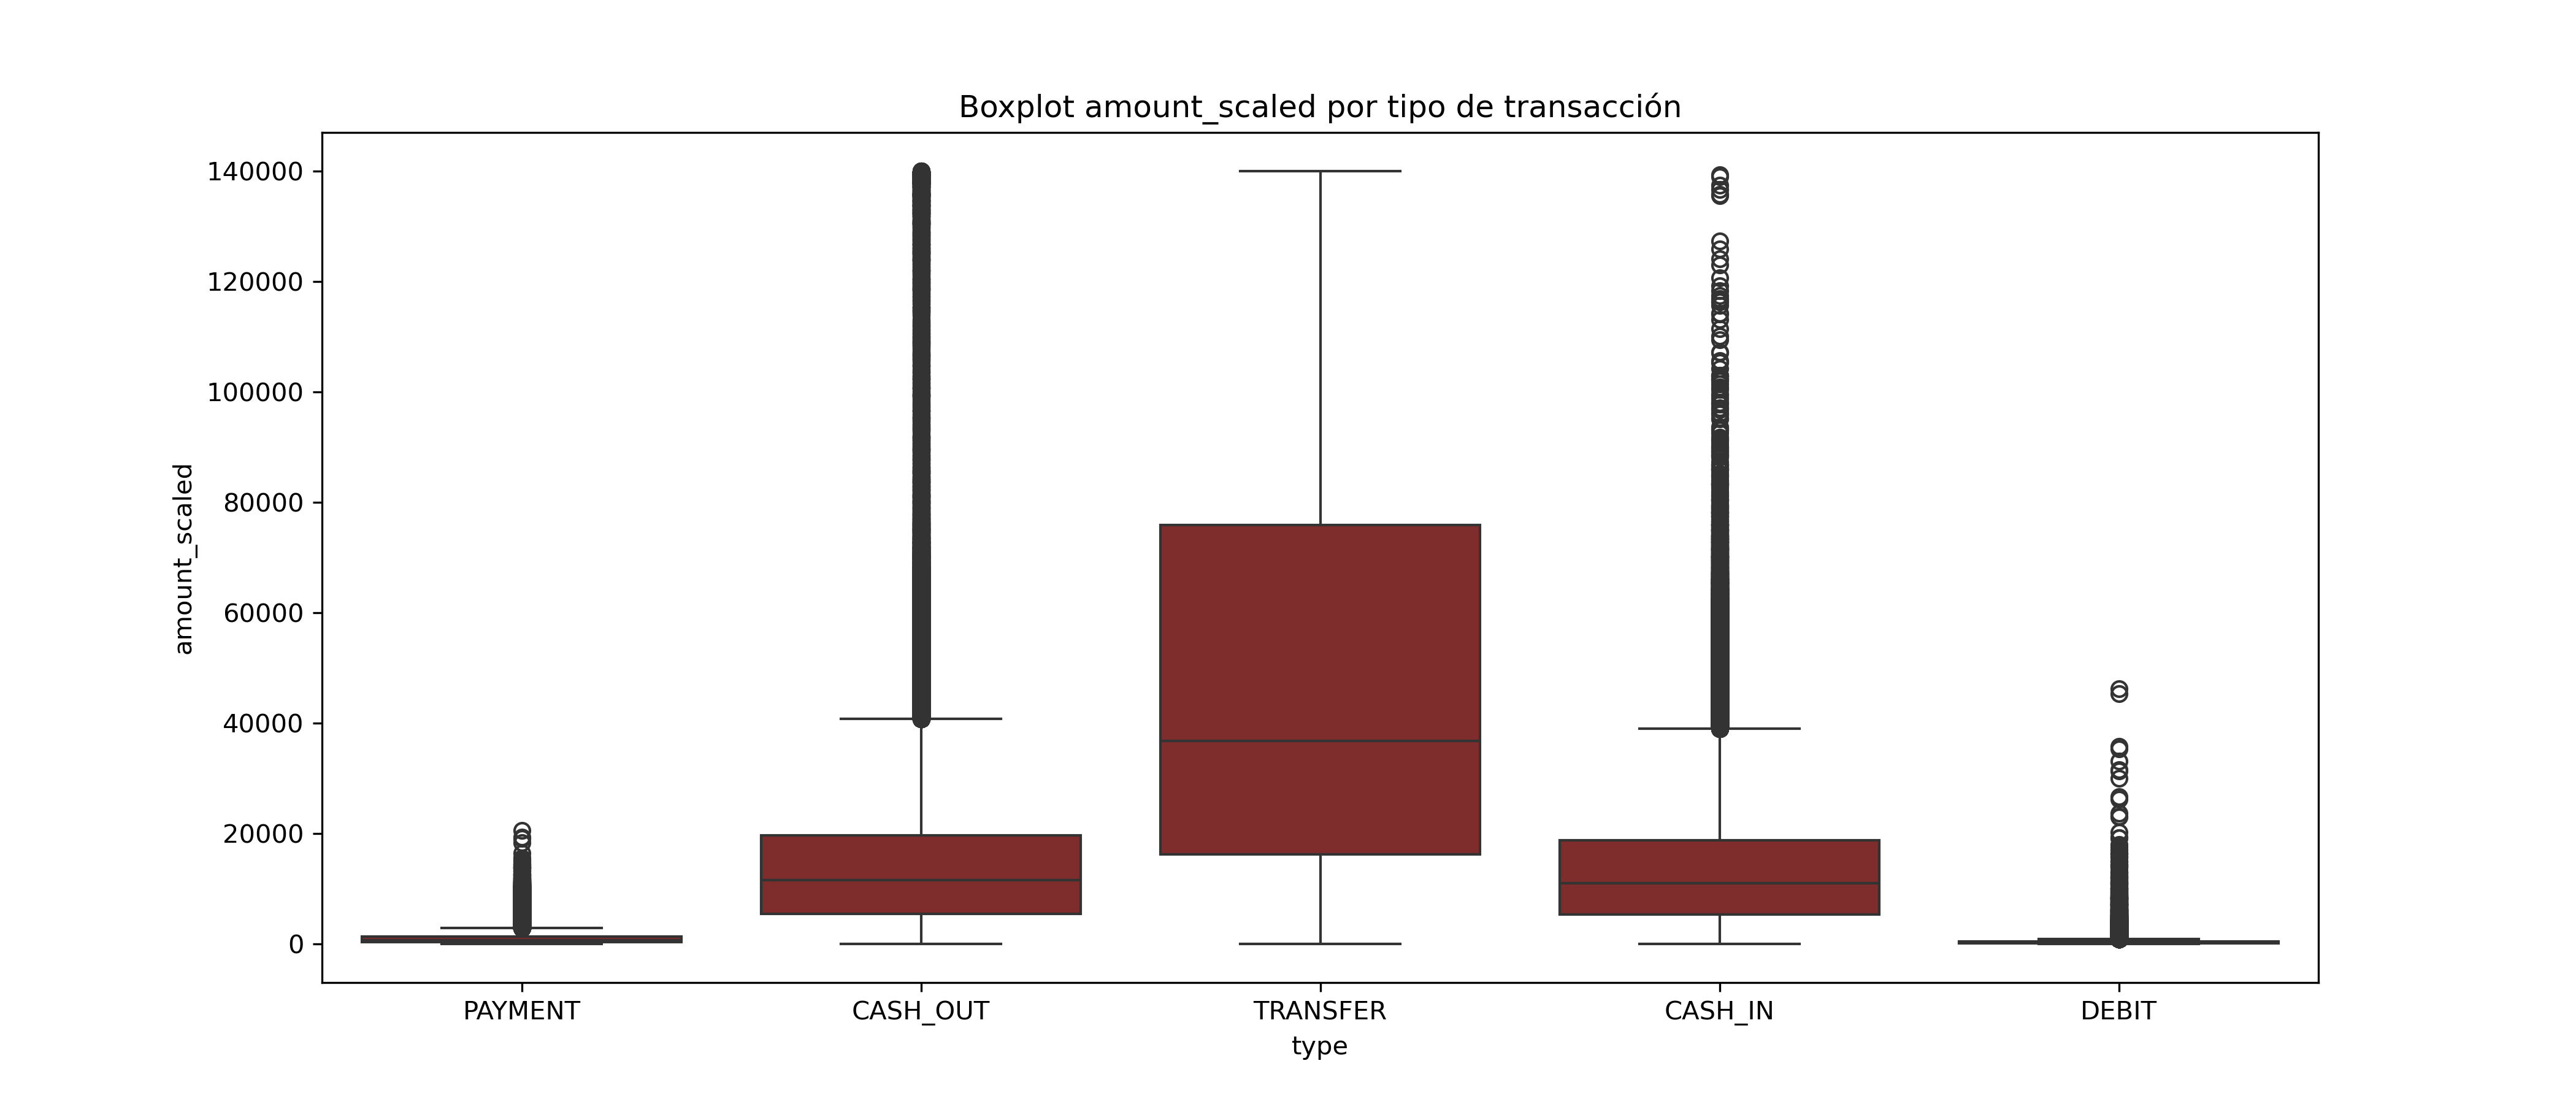 Boxplot amount_scaled por tipo de transacción
140000
120000
100000
80000
60000
40000
20000
0
amount_scaled
PAYMENT CASH_OUT TRANSFER CASH_IN DEBIT
type